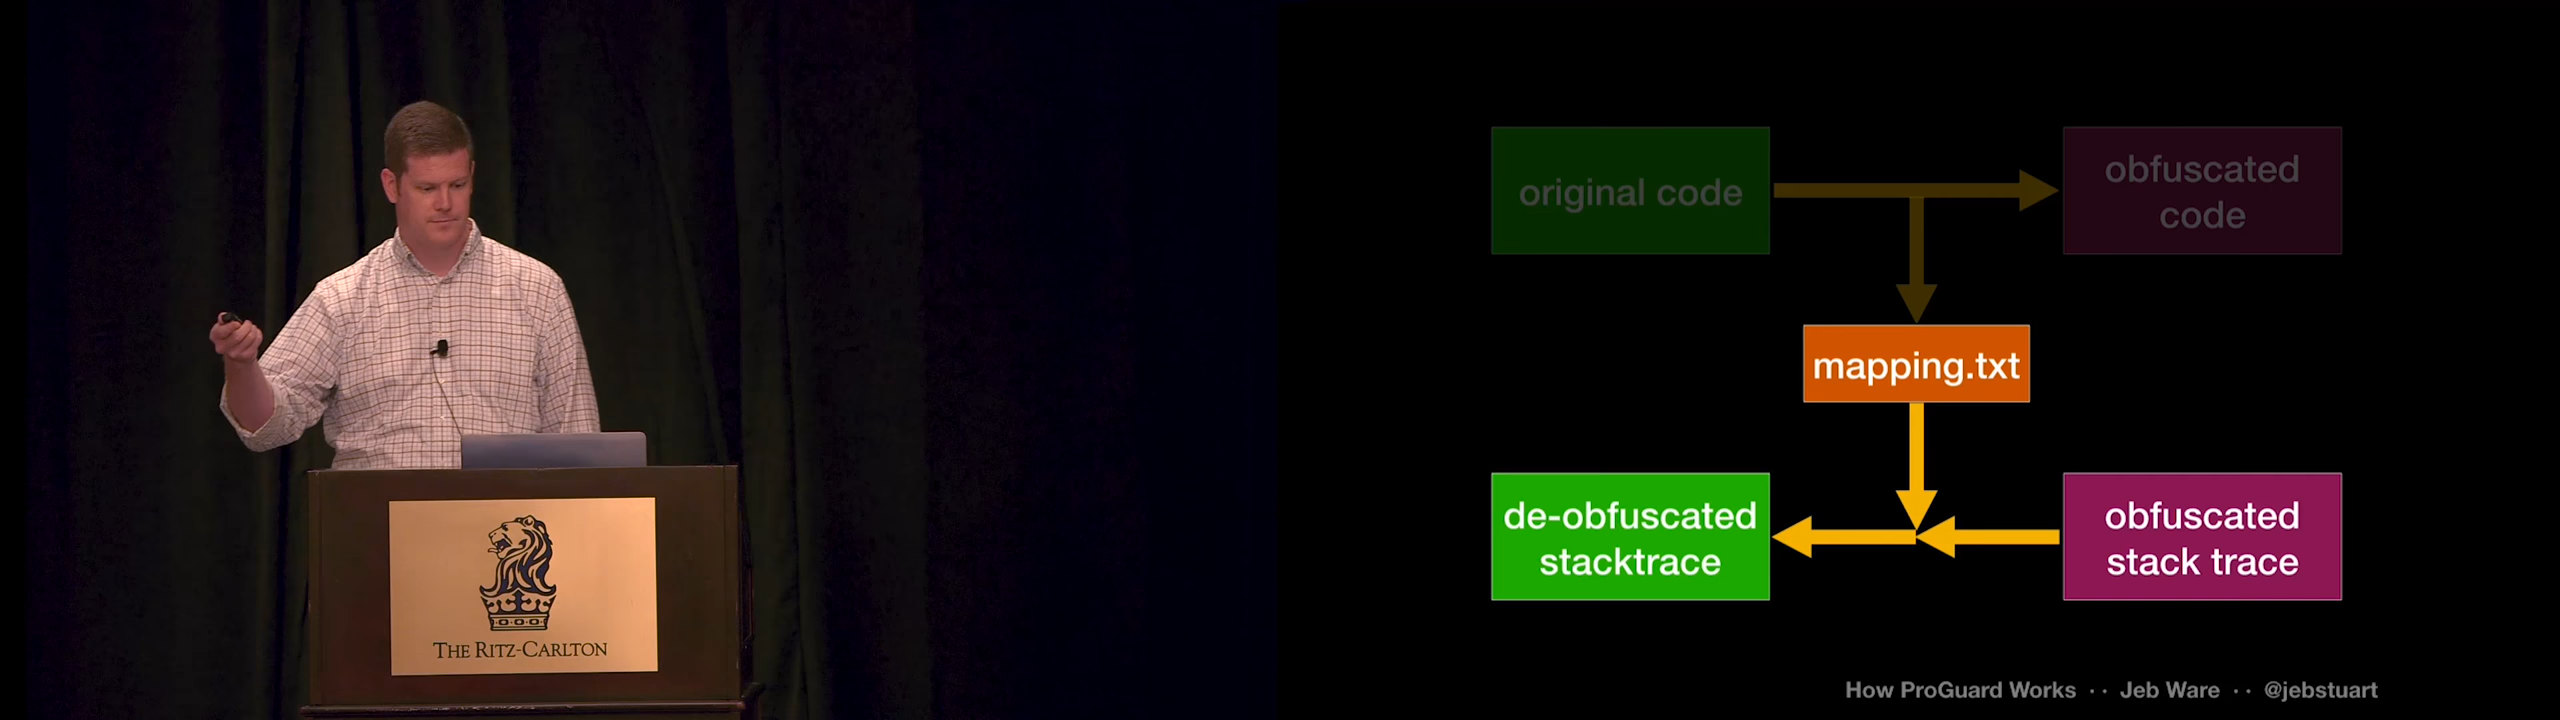 original code
obfuscated
code
mapping.txt
de-obfuscated
stacktrace
obfuscated
stack trace
THE RITZ-CARLTON
How ProGuard Works ·· Jeb Ware ·· @jebstuart